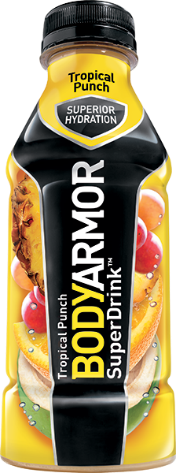 Tropical
Punch
SUPERIOR
HYDRATION
Tropical Punch
BODYARMOR
SuperDrink™